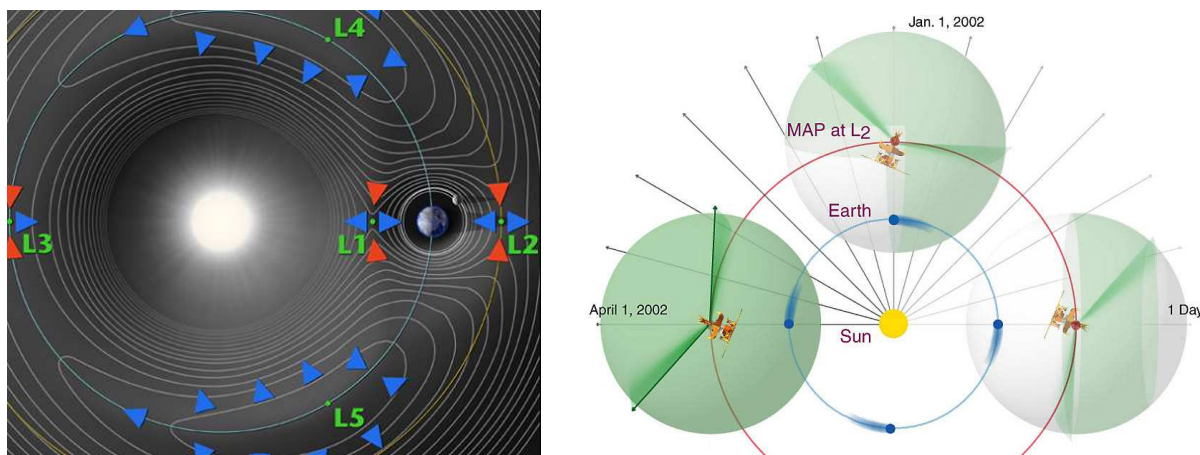 L4
L3
L1
L2
L5
Jan. 1, 2002
MAP at L2
Earth
April 1, 2002
1 Day
Sun